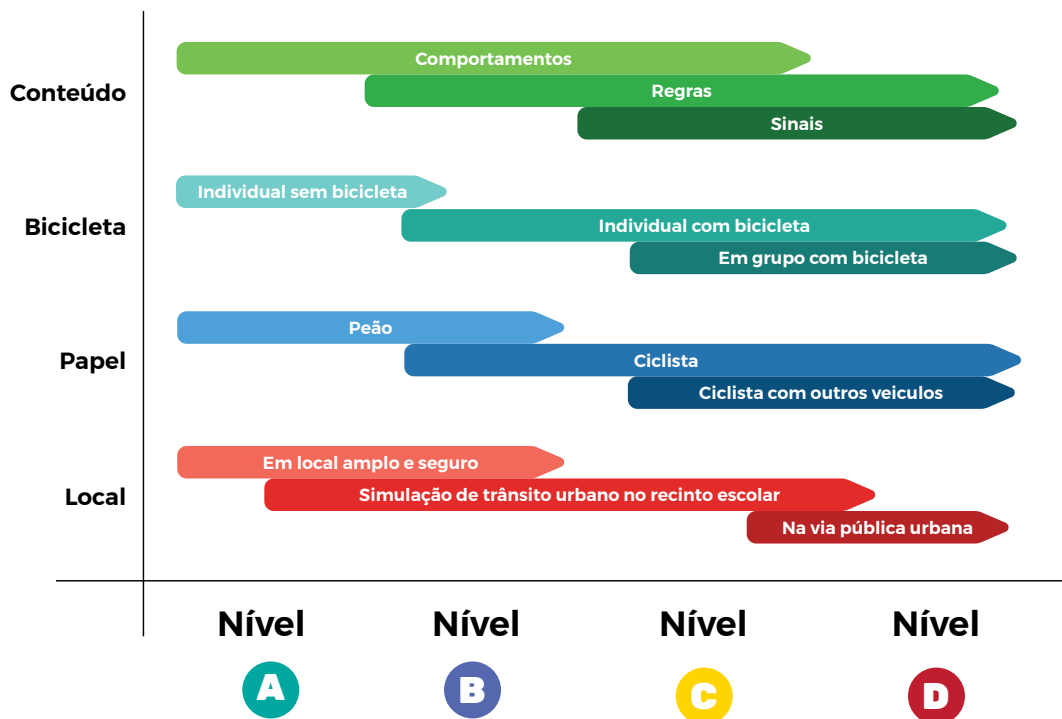 Comportamentos
Conteúdo
Regras
Sinais
Individual sem bicicleta
Bicicleta
Individual com bicicleta
Em grupo com bicicleta
Peão
Papel
Ciclista
Ciclista com outros veiculos
Em local amplo e seguro
Local
Simulação de trânsito urbano no recinto escolar
Na via pública urbana
Nível Nível Nível Nível
A B C D